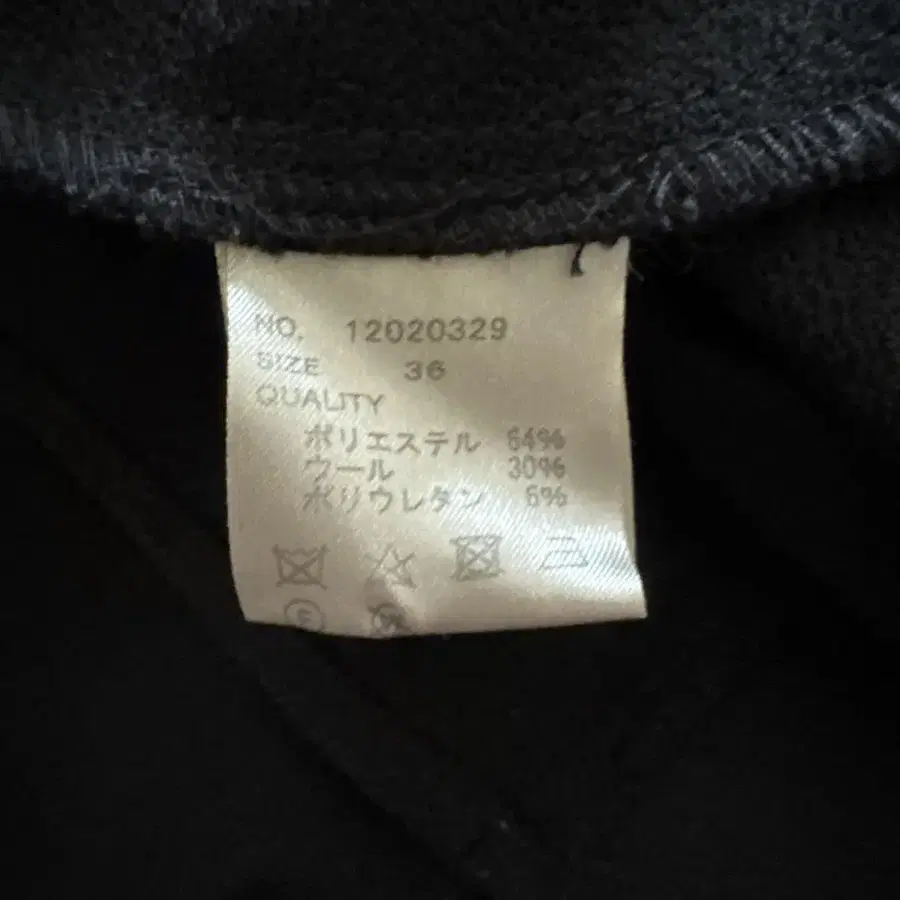 NO. 12020329
SIZE 36
QUALITY
ポリエステル 64%
ウール 30%
ポリウレタン 6%